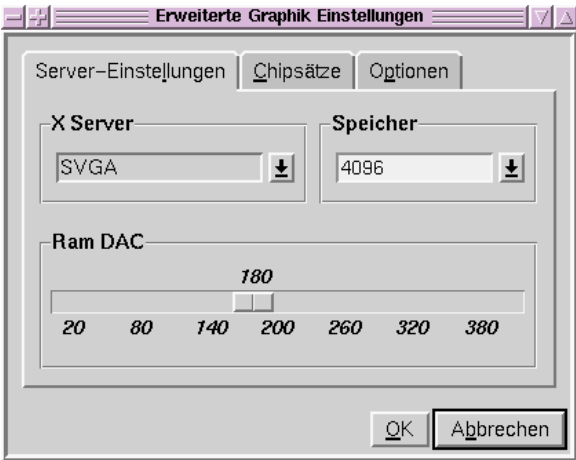 Erweiterte Graphik Einstellungen
Server-Einstellungen Chipsätze Optionen
X Server Speicher
SVGA 4096
Ram DAC
180
20 80 140 200 260 320 380
OK Abbrechen